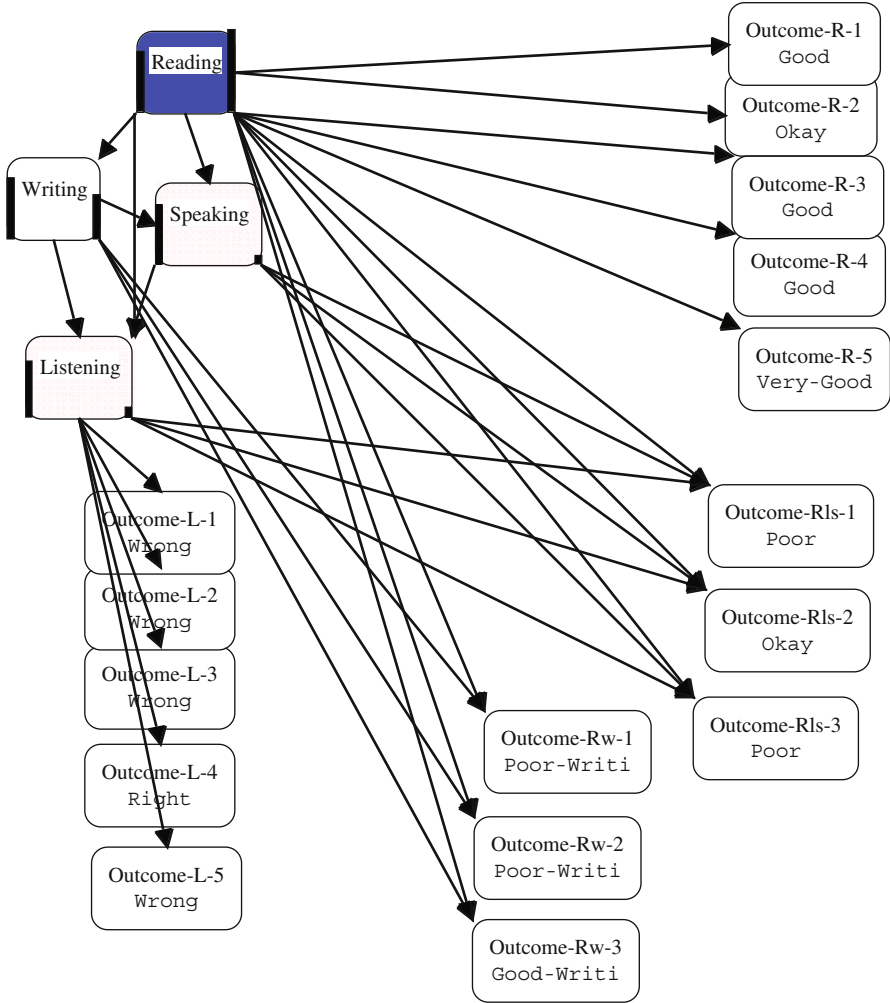 Reading
Writing
Speaking
Listening
Outcome-R-1
Good
Outcome-R-2
Okay
Outcome-R-3
Good
Outcome-R-4
Good
Outcome-R-5
Very-Good
Outcome-L-1
Wrong
Outcome-L-2
Wrong
Outcome-L-3
Wrong
Outcome-L-4
Right
Outcome-L-5
Wrong
Outcome-Rls-1
Poor
Outcome-Rls-2
Okay
Outcome-Rls-3
Poor
Outcome-Rw-1
Poor-Writi
Outcome-Rw-2
Poor-Writi
Outcome-Rw-3
Good-Writi